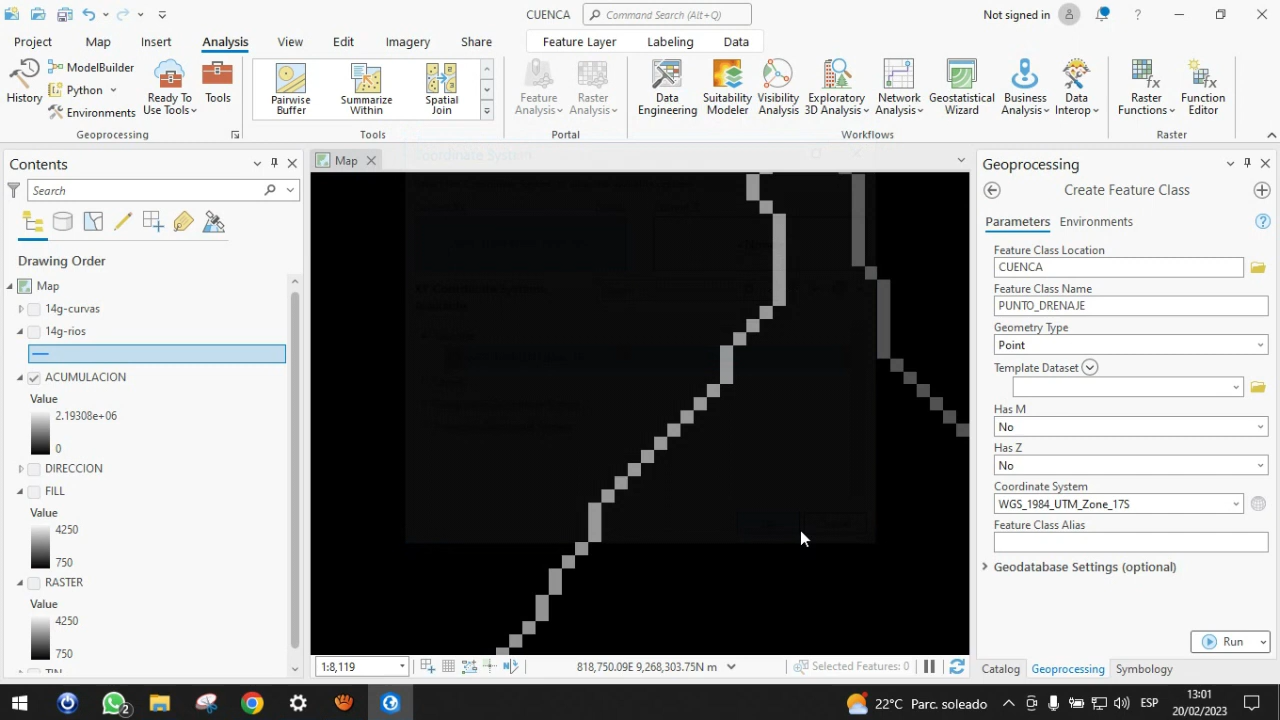 CUENCA
Command Search (Alt+Q)
Not signed in
Project
Map
Insert
Analysis
View
Edit
Imagery
Share
Feature Layer
Labeling
Data
History
ModelBuilder
Python
Environments
Ready To
Use Tools
Tools
Geoprocessing
Pairwise
Buffer
Summarize
Within
Spatial
Join
Tools
Feature
Analysis
Raster
Analysis
Portal
Data
Engineering
Suitability
Modeler
Visibility
Analysis
Exploratory
3D Analysis
Network
Analysis
Geostatistical
Wizard
Business
Analysis
Data
Interop
Workflows
Raster
Functions
Function
Editor
Raster
Contents
Search
Drawing Order
Map
14g-curvas
14g-rios
ACUMULACION
Value
2.19308e+06
0
DIRECCION
FILL
Value
4250
750
RASTER
Value
4250
750
TIN
Map
Coordinate System
1:8,119
818,750.09E 9,268,303.75N m
Selected Features: 0
Geoprocessing
Create Feature Class
Parameters
Environments
Feature Class Location
CUENCA
Feature Class Name
PUNTO_DRENAJE
Geometry Type
Point
Template Dataset
Has M
No
Has Z
No
Coordinate System
WGS_1984_UTM_Zone_17S
Feature Class Alias
Geodatabase Settings (optional)
Run
Catalog
Geoprocessing
Symbology
2
22°C Parc. soleado
ESP
13:01
20/02/2023